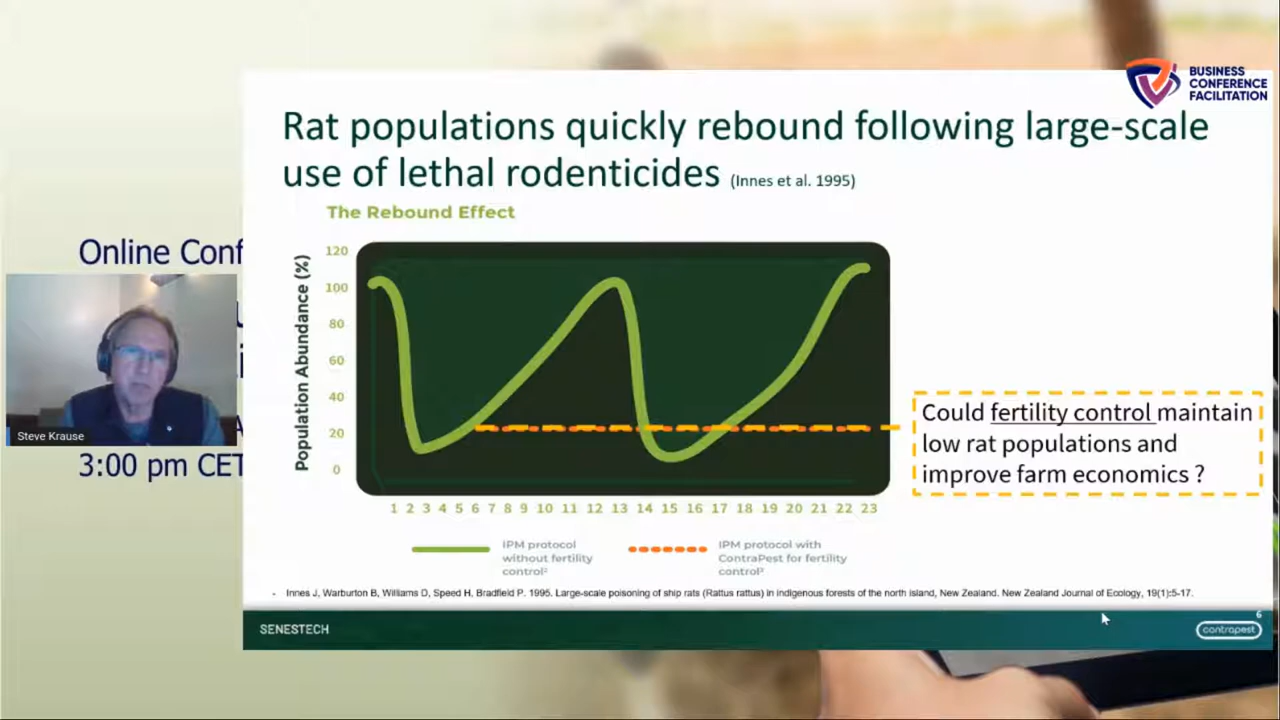 BUSINESS
CONFERENCE
FACILITATION
Rat populations quickly rebound following large-scale
use of lethal rodenticides (Innes et al. 1995)
The Rebound Effect
Population Abundance (%)
120
100
80
60
40
20
0
1 2 3 4 5 6 7 8 9 10 11 12 13 14 15 16 17 18 19 20 21 22 23
IPM protocol
without fertility
control²
IPM protocol with
ContraPest for fertility
control³
Could fertility control maintain
low rat populations and
improve farm economics ?
- Innes J, Warburton B, Williams D, Speed H, Bradfield P. 1995. Large-scale poisoning of ship rats (Rattus rattus) in indigenous forests of the north island, New Zealand. New Zealand Journal of Ecology, 19(1):5-17.
6
SENESTECH
contrapest
Online Conf
Steve Krause
3:00 pm CET